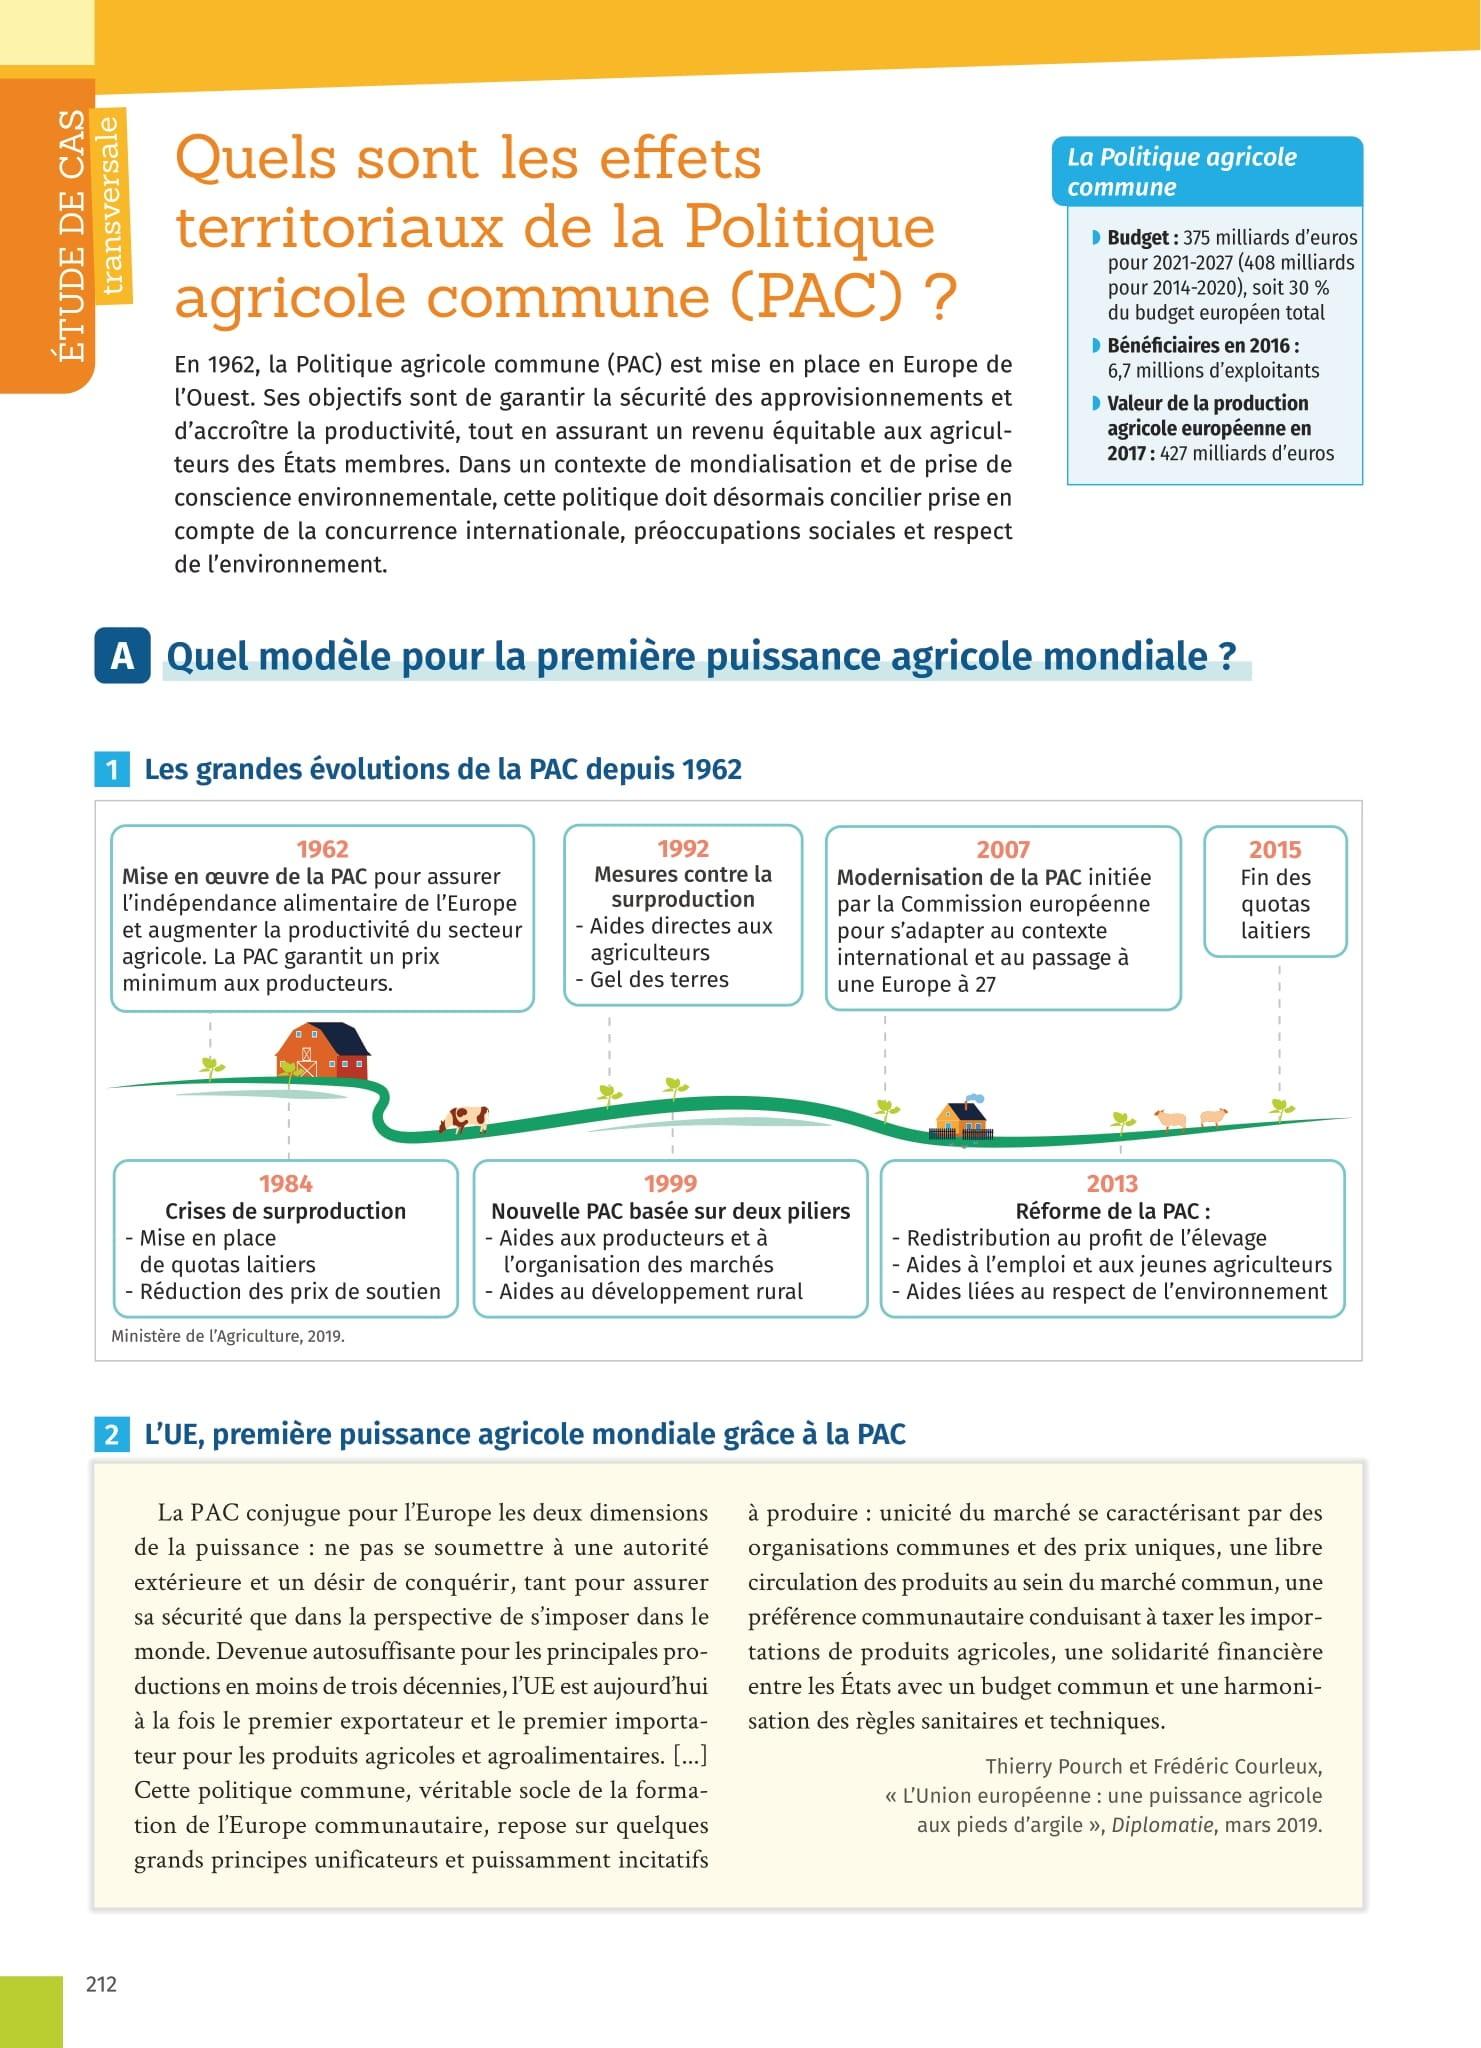 ÉTUDE DE CAS
transversale
Quels sont les effets
territoriaux de la Politique
agricole commune (PAC) ?
En 1962, la Politique agricole commune (PAC) est mise en place en Europe de
l’Ouest. Ses objectifs sont de garantir la sécurité des approvisionnements et
d’accroître la productivité, tout en assurant un revenu équitable aux agricul-
teurs des États membres. Dans un contexte de mondialisation et de prise de
conscience environnementale, cette politique doit désormais concilier prise en
compte de la concurrence internationale, préoccupations sociales et respect
de l’environnement.
La Politique agricole
commune
Budget : 375 milliards d’euros
pour 2021-2027 (408 milliards
pour 2014-2020), soit 30 %
du budget européen total
Bénéficiaires en 2016 :
6,7 millions d’exploitants
Valeur de la production
agricole européenne en
2017 : 427 milliards d’euros
A Quel modèle pour la première puissance agricole mondiale ?
1 Les grandes évolutions de la PAC depuis 1962
1962
Mise en œuvre de la PAC pour assurer
l’indépendance alimentaire de l’Europe
et augmenter la productivité du secteur
agricole. La PAC garantit un prix
minimum aux producteurs.
1992
Mesures contre la
surproduction
- Aides directes aux
agriculteurs
- Gel des terres
2007
Modernisation de la PAC initiée
par la Commission européenne
pour s’adapter au contexte
international et au passage à
une Europe à 27
2015
Fin des
quotas
laitiers
1984
Crises de surproduction
- Mise en place
de quotas laitiers
- Réduction des prix de soutien
1999
Nouvelle PAC basée sur deux piliers
- Aides aux producteurs et à
l’organisation des marchés
- Aides au développement rural
2013
Réforme de la PAC :
- Redistribution au profit de l’élevage
- Aides à l’emploi et aux jeunes agriculteurs
- Aides liées au respect de l’environnement
Ministère de l’Agriculture, 2019.
2 L’UE, première puissance agricole mondiale grâce à la PAC
La PAC conjugue pour l’Europe les deux dimensions
de la puissance : ne pas se soumettre à une autorité
extérieure et un désir de conquérir, tant pour assurer
sa sécurité que dans la perspective de s’imposer dans le
monde. Devenue autosuffisante pour les principales pro-
ductions en moins de trois décennies, l’UE est aujourd’hui
à la fois le premier exportateur et le premier importa-
teur pour les produits agricoles et agroalimentaires. [...]
Cette politique commune, véritable socle de la forma-
tion de l’Europe communautaire, repose sur quelques
grands principes unificateurs et puissamment incitatifs
à produire : unicité du marché se caractérisant par des
organisations communes et des prix uniques, une libre
circulation des produits au sein du marché commun, une
préférence communautaire conduisant à taxer les impor-
tations de produits agricoles, une solidarité financière
entre les États avec un budget commun et une harmoni-
sation des règles sanitaires et techniques.
Thierry Pourch et Frédéric Courleux,
« L’Union européenne : une puissance agricole
aux pieds d’argile », Diplomatie, mars 2019.
212